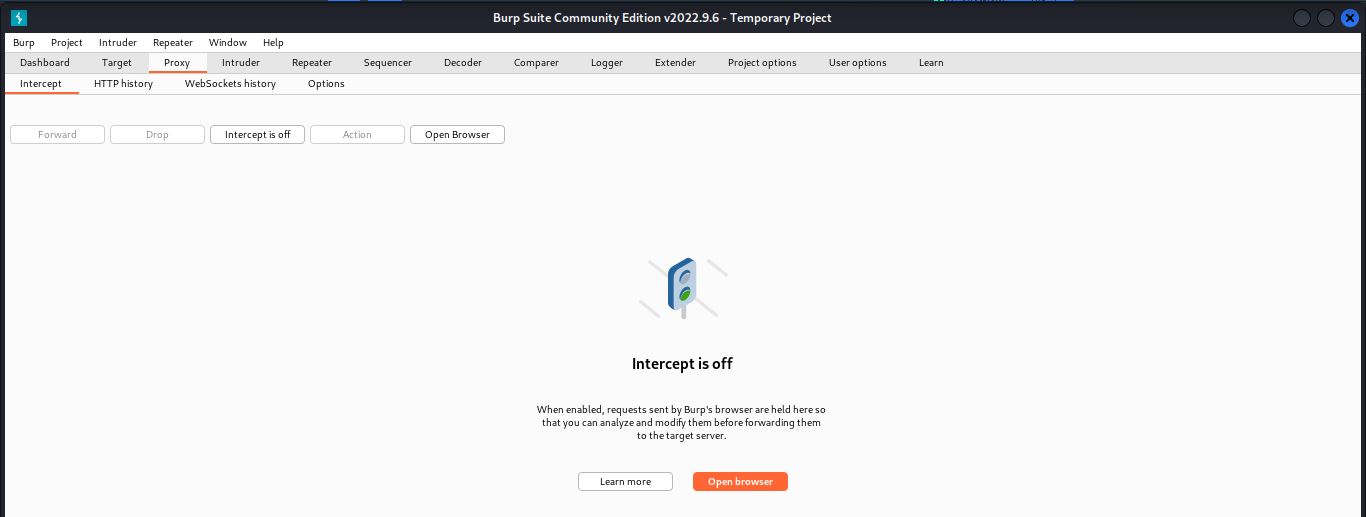 Burp Suite Community Edition v2022.9.6 - Temporary Project
Burp Project Intruder Repeater Window Help
Dashboard Target Proxy Intruder Repeater Sequencer Decoder Comparer Logger Extender Project options User options Learn
Intercept HTTP history WebSockets history Options
Forward Drop Intercept is off Action Open Browser
Intercept is off
When enabled, requests sent by Burp's browser are held here so
that you can analyze and modify them before forwarding them
to the target server.
Learn more Open browser